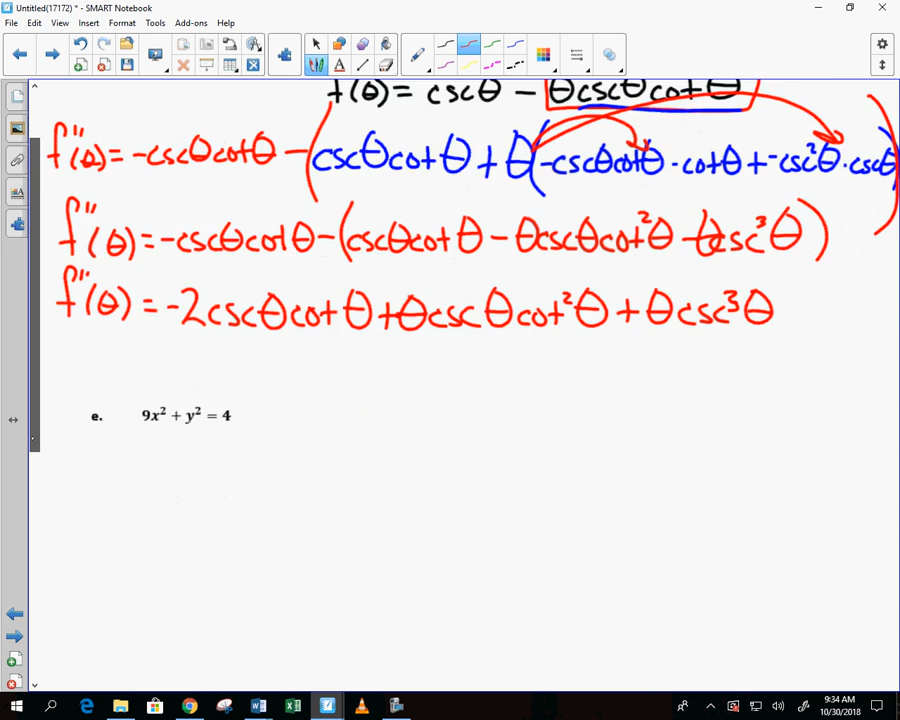 Untitled(17172) * - SMART Notebook
File Edit View Insert Format Tools Add-ons Help
f'(θ) = cscθ - θcscθcotθ
f''(θ) = -cscθcotθ - (cscθcotθ + θ(-cscθcotθ · cotθ + -csc²θ · cscθ))
f''(θ) = -cscθcotθ - (cscθcotθ - θcscθcot²θ - θcsc³θ)
f''(θ) = -2cscθcotθ + θcscθcot²θ + θcsc³θ
e. 9x² + y² = 4
9:34 AM
10/30/2018